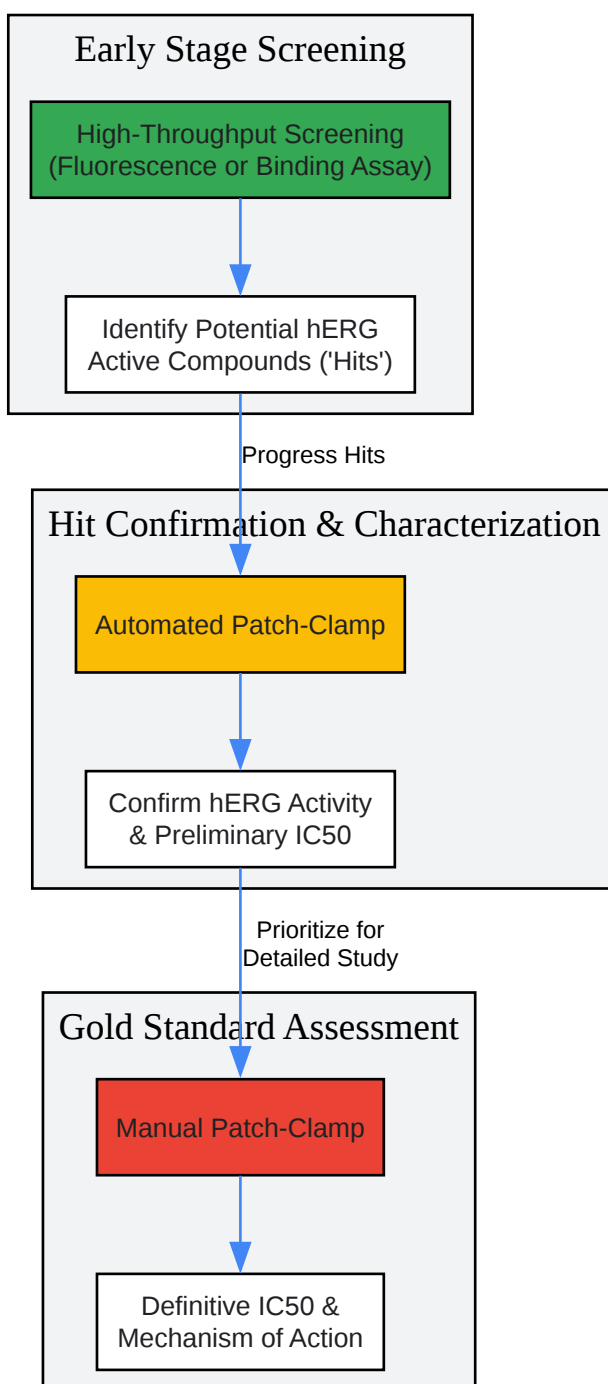 Early Stage Screening
High-Throughput Screening
(Fluorescence or Binding Assay)
Identify Potential hERG
Active Compounds ('Hits')
Progress Hits
Hit Confirmation & Characterization
Automated Patch-Clamp
Confirm hERG Activity
& Preliminary IC50
Prioritize for
Detailed Study
Gold Standard Assessment
Manual Patch-Clamp
Definitive IC50 &
Mechanism of Action